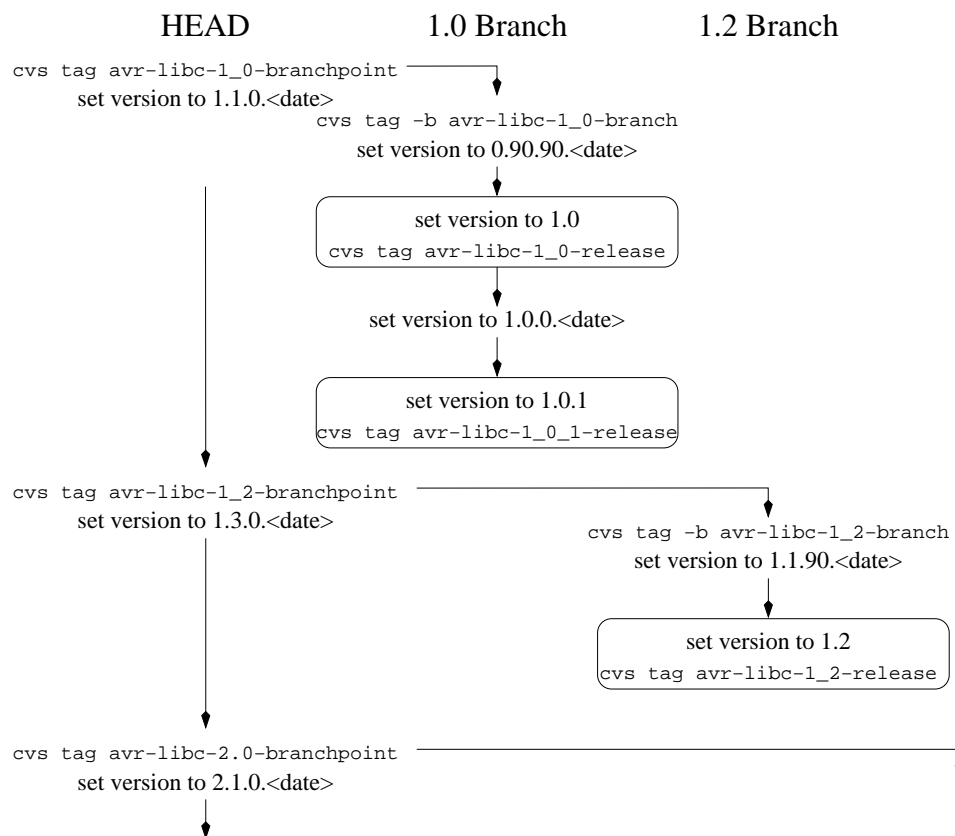 HEAD 1.0 Branch 1.2 Branch
cvs tag avr-libc-1_0-branchpoint
set version to 1.1.0.<date>
cvs tag -b avr-libc-1_0-branch
set version to 0.90.90.<date>
set version to 1.0
cvs tag avr-libc-1_0-release
set version to 1.0.0.<date>
set version to 1.0.1
cvs tag avr-libc-1_0_1-release
cvs tag avr-libc-1_2-branchpoint
set version to 1.3.0.<date>
cvs tag -b avr-libc-1_2-branch
set version to 1.1.90.<date>
set version to 1.2
cvs tag avr-libc-1_2-release
cvs tag avr-libc-2.0-branchpoint
set version to 2.1.0.<date>